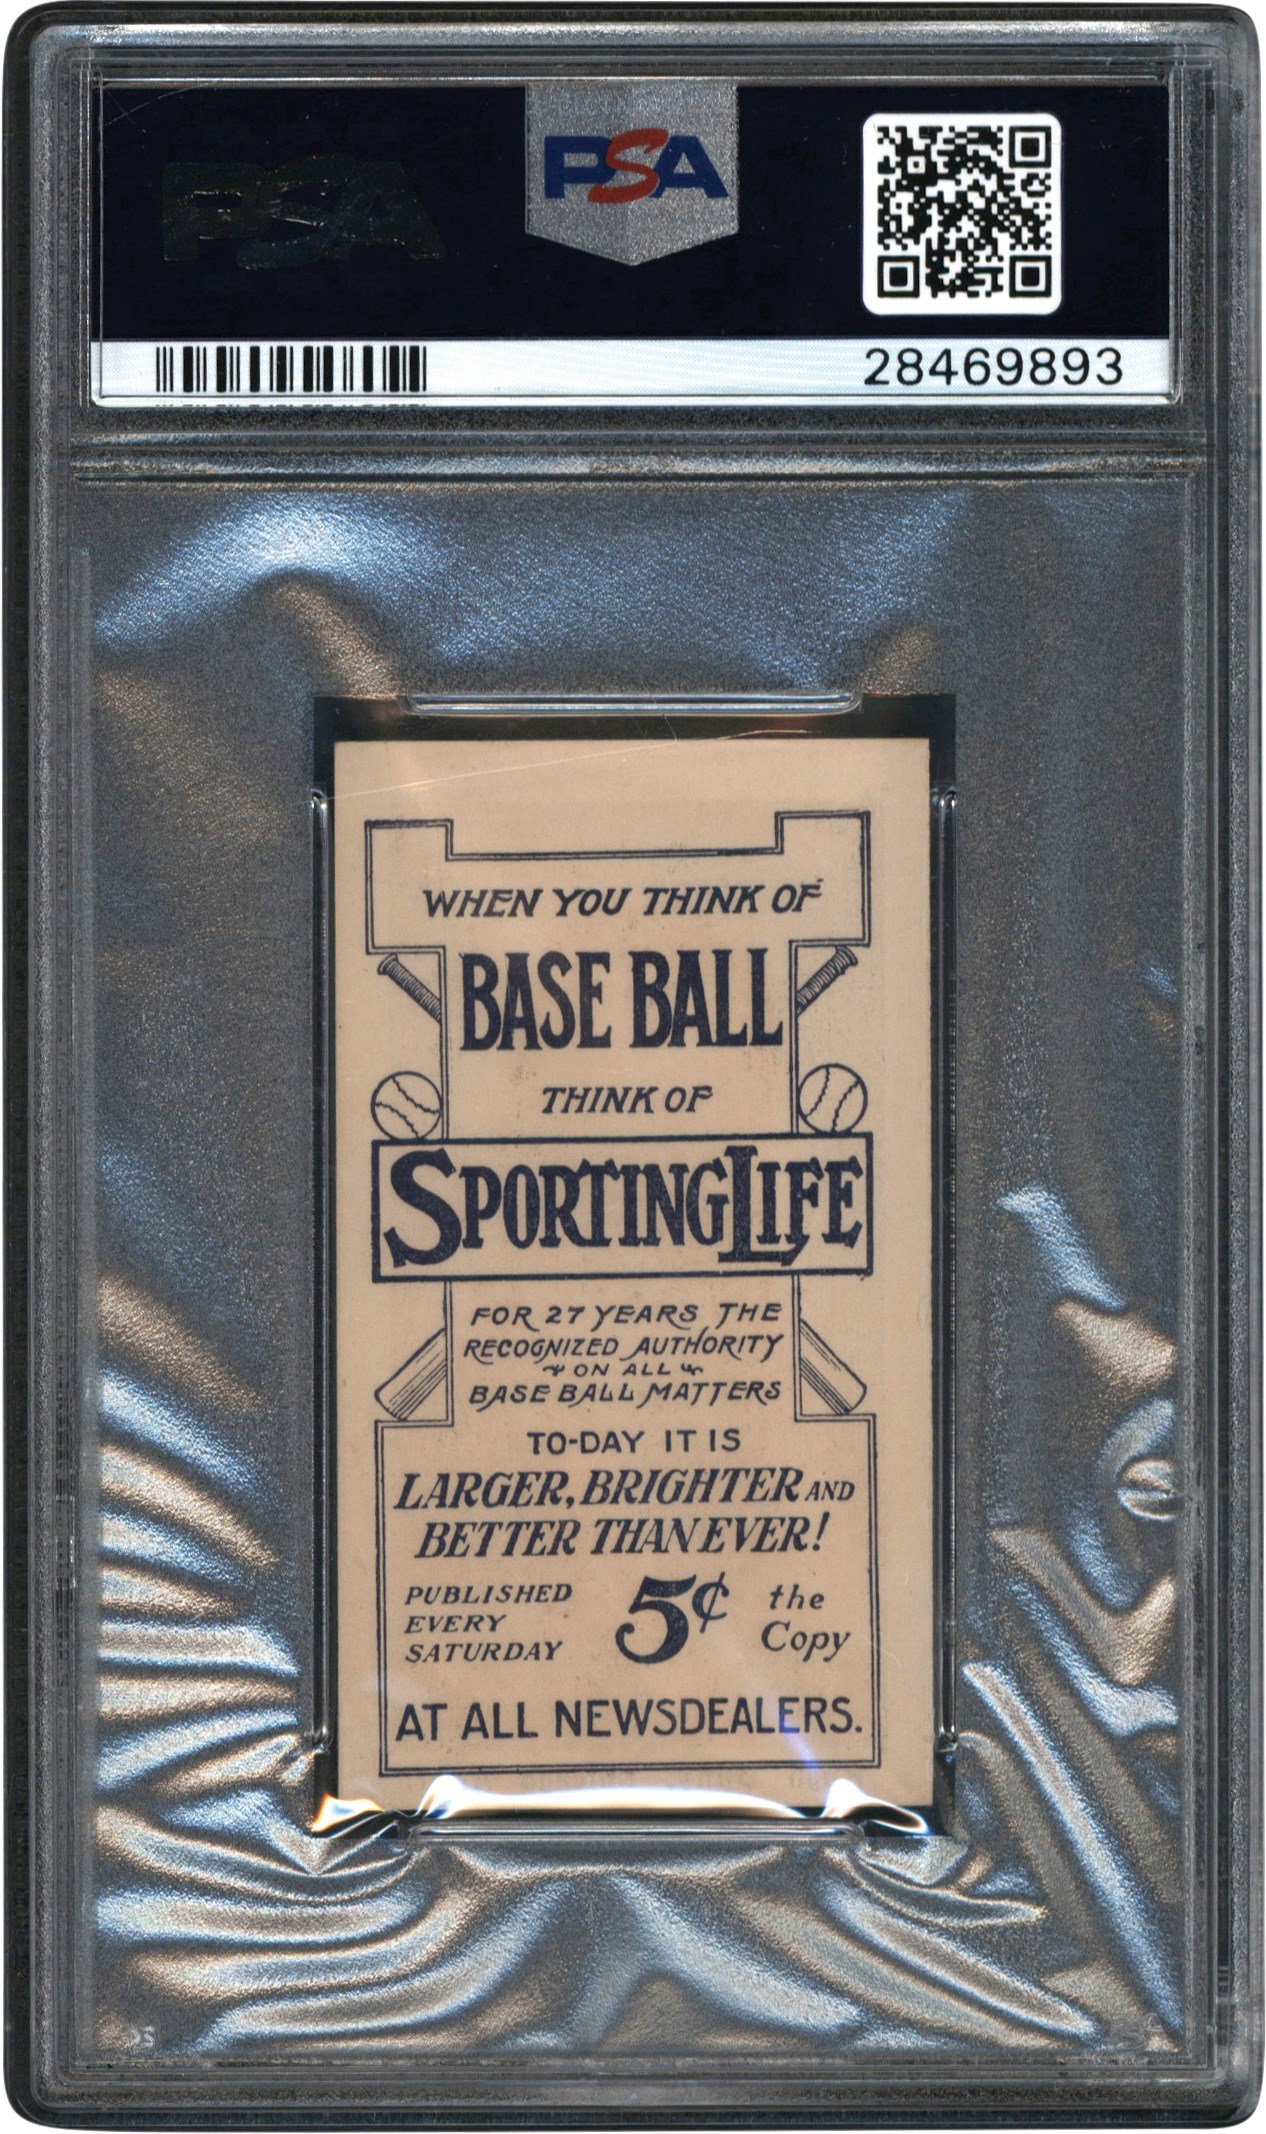 PSA
PSA
28469893
WHEN YOU THINK OF
BASE BALL
THINK OF
SPORTING LIFE
FOR 27 YEARS THE
RECOGNIZED AUTHORITY
ON ALL
BASE BALL MATTERS
TO-DAY IT IS
LARGER, BRIGHTER AND
BETTER THAN EVER!
PUBLISHED
EVERY
SATURDAY
5¢ the
Copy
AT ALL NEWSDEALERS.